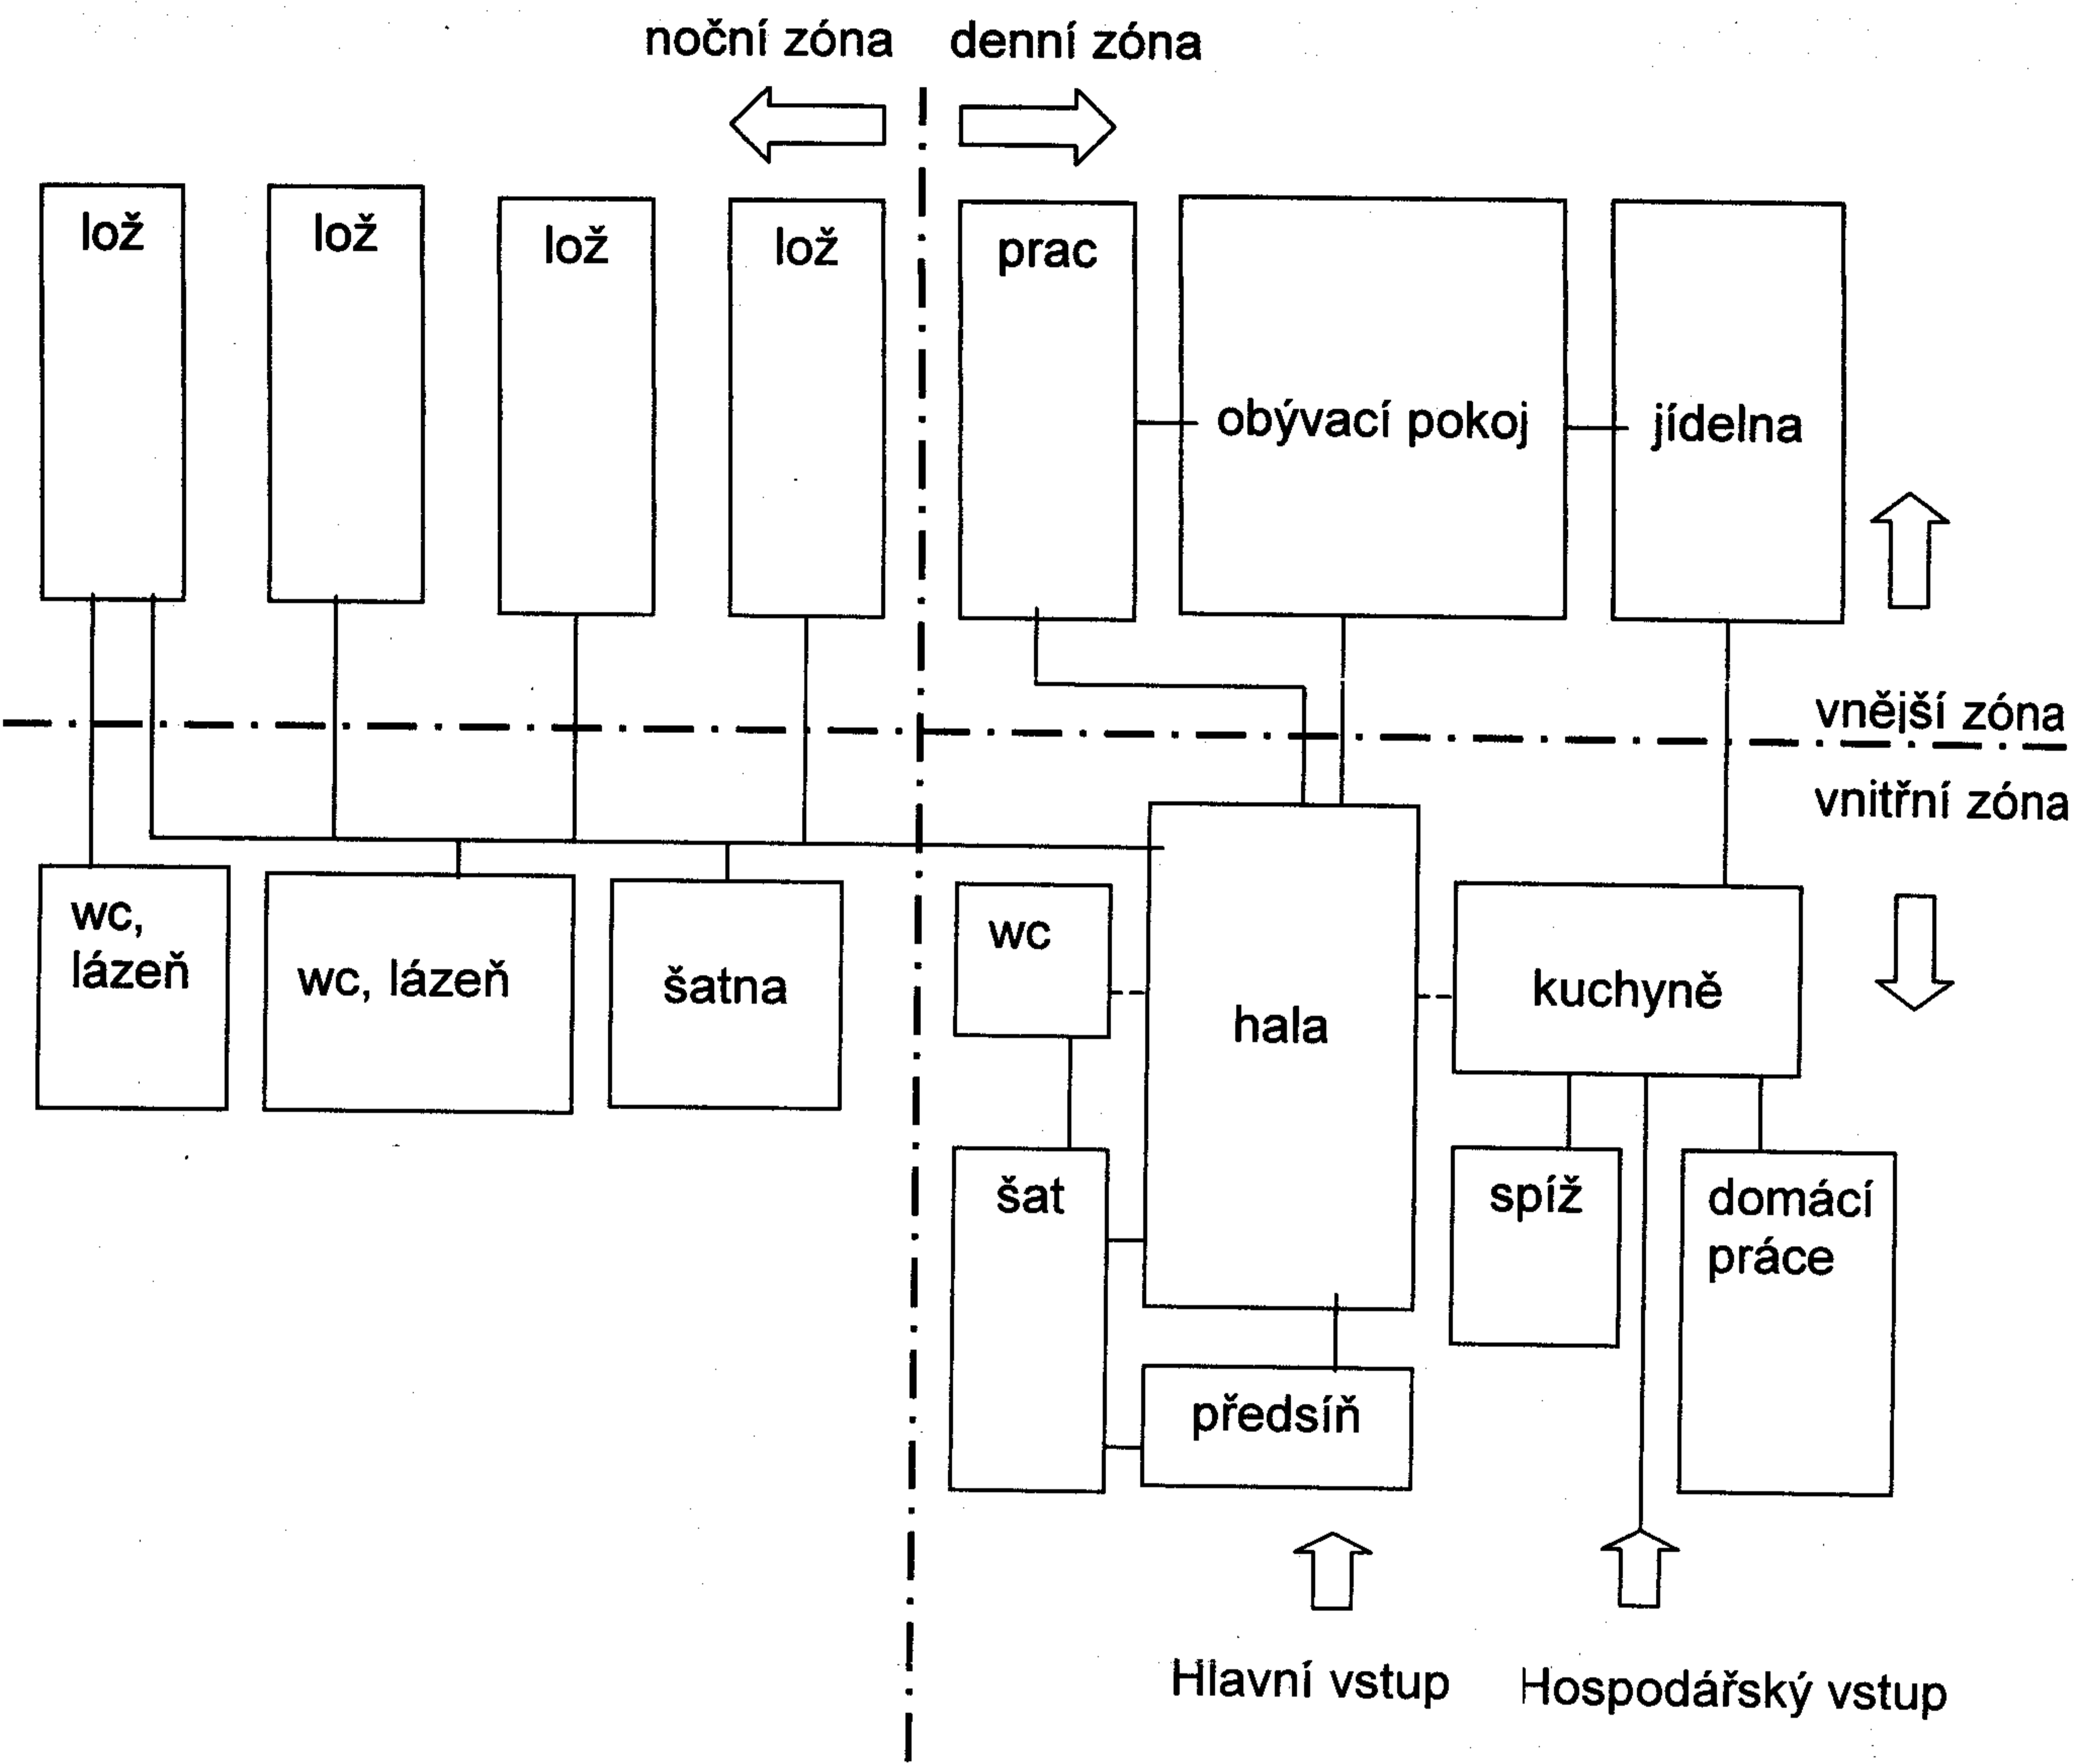 noční zóna
denní zóna
lož
lož
lož
lož
prac
obývací pokoj
jídelna
vnější zóna
vnitřní zóna
wc,
lázeň
wc, lázeň
šatna
wc
hala
kuchyně
šat
spíž
domácí
práce
předsíň
Hlavní vstup
Hospodářský vstup